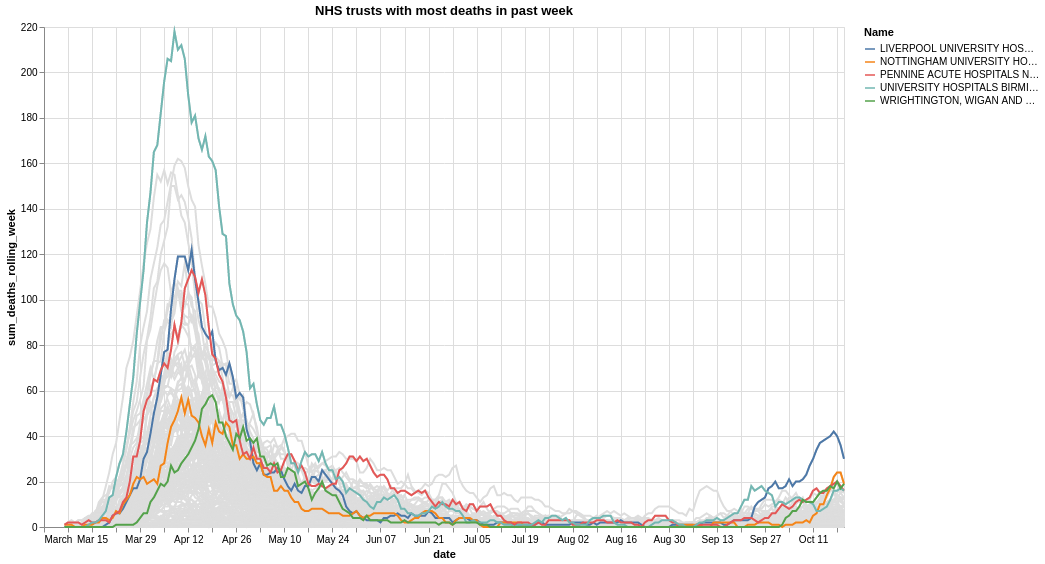 NHS trusts with most deaths in past week
Name
LIVERPOOL UNIVERSITY HOS…
NOTTINGHAM UNIVERSITY HO…
PENNINE ACUTE HOSPITALS N…
UNIVERSITY HOSPITALS BIRMI…
WRIGHTINGTON, WIGAN AND …
sum_deaths_rolling_week
220
200
180
160
140
120
100
80
60
40
20
0
March Mar 15 Mar 29 Apr 12 Apr 26 May 10 May 24 Jun 07 Jun 21 Jul 05 Jul 19 Aug 02 Aug 16 Aug 30 Sep 13 Sep 27 Oct 11
date